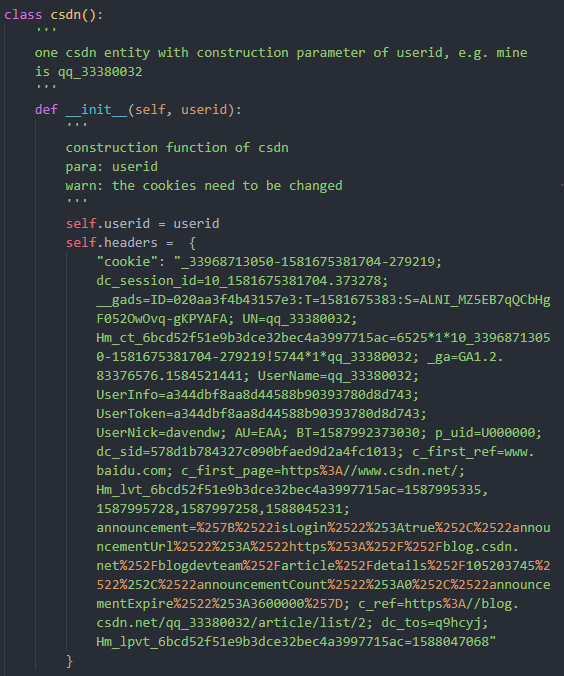 class csdn():
'''
one csdn entity with construction parameter of userid, e.g. mine
is qq_33380032
'''
def __init__(self, userid):
'''
construction function of csdn
para: userid
warn: the cookies need to be changed
'''
self.userid = userid
self.headers =  {
"cookie": "_33968713050-1581675381704-279219;
dc_session_id=10_1581675381704.373278;
__gads=ID=020aa3f4b43157e3:T=1581675383:S=ALNI_MZ5EB7qQCbHg
F052OwOvq-gKPYAFA; UN=qq_33380032;
Hm_ct_6bcd52f51e9b3dce32bec4a3997715ac=6525*1*10_3396871305
0-1581675381704-279219!5744*1*qq_33380032; _ga=GA1.2.
83376576.1584521441; UserName=qq_33380032;
UserInfo=a344dbf8aa8d44588b90393780d8d743;
UserToken=a344dbf8aa8d44588b90393780d8d743;
UserNick=davendw; AU=EAA; BT=1587992373030; p_uid=U000000;
dc_sid=578d1b784327c090bfaed9d2a4fc1013; c_first_ref=www.
baidu.com; c_first_page=https%3A//www.csdn.net/;
Hm_lvt_6bcd52f51e9b3dce32bec4a3997715ac=1587995335,
1587995728,1587997258,1588045231;
announcement=%257B%2522isLogin%2522%253Atrue%252C%2522annou
ncementUrl%2522%253A%2522https%253A%252F%252Fblog.csdn.
net%252Fblogdevteam%252Farticle%252Fdetails%252F105203745%2
522%252C%2522announcementCount%2522%253A0%252C%2522announce
mentExpire%2522%253A3600000%257D; c_ref=https%3A//blog.
csdn.net/qq_33380032/article/list/2; dc_tos=q9hcyj;
Hm_lpvt_6bcd52f51e9b3dce32bec4a3997715ac=1588047068"
}